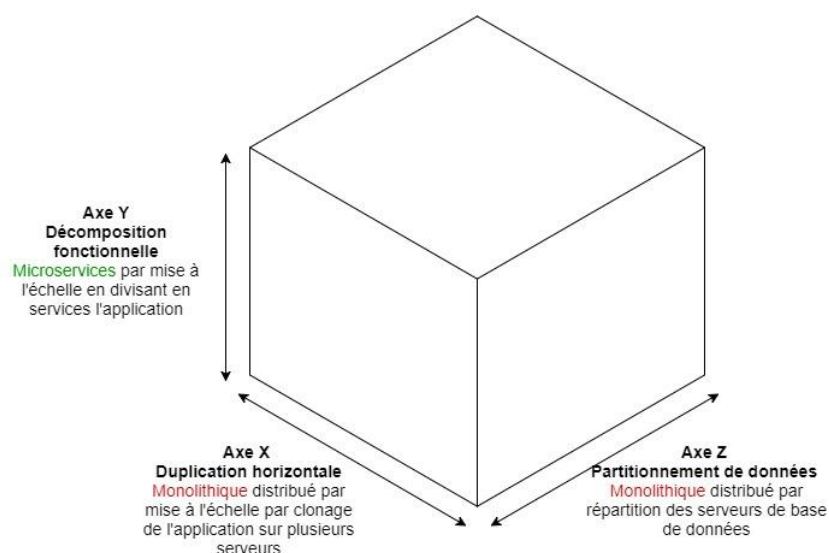 Axe Y
Décomposition
fonctionnelle
Microservices par mise à
l'échelle en divisant en
services l'application
Axe X
Duplication horizontale
Monolithique distribué par
mise à l'échelle par clonage
de l'application sur plusieurs
serveurs
Axe Z
Partitionnement de données
Monolithique distribué par
répartition des serveurs de base
de données